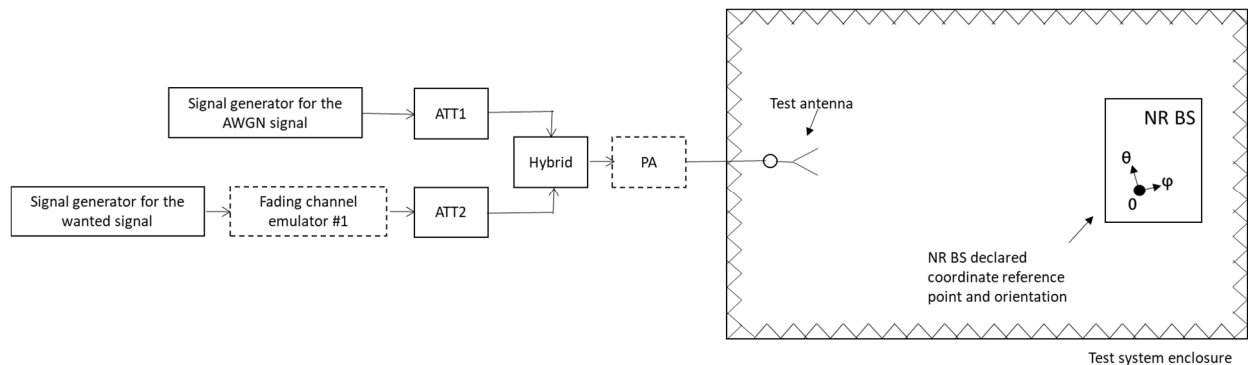 Signal generator for the
AWGN signal
ATT1
Hybrid
PA
Signal generator for the
wanted signal
Fading channel
emulator #1
ATT2
Test antenna
NR BS
θ
φ
0
NR BS declared
coordinate reference
point and orientation
Test system enclosure